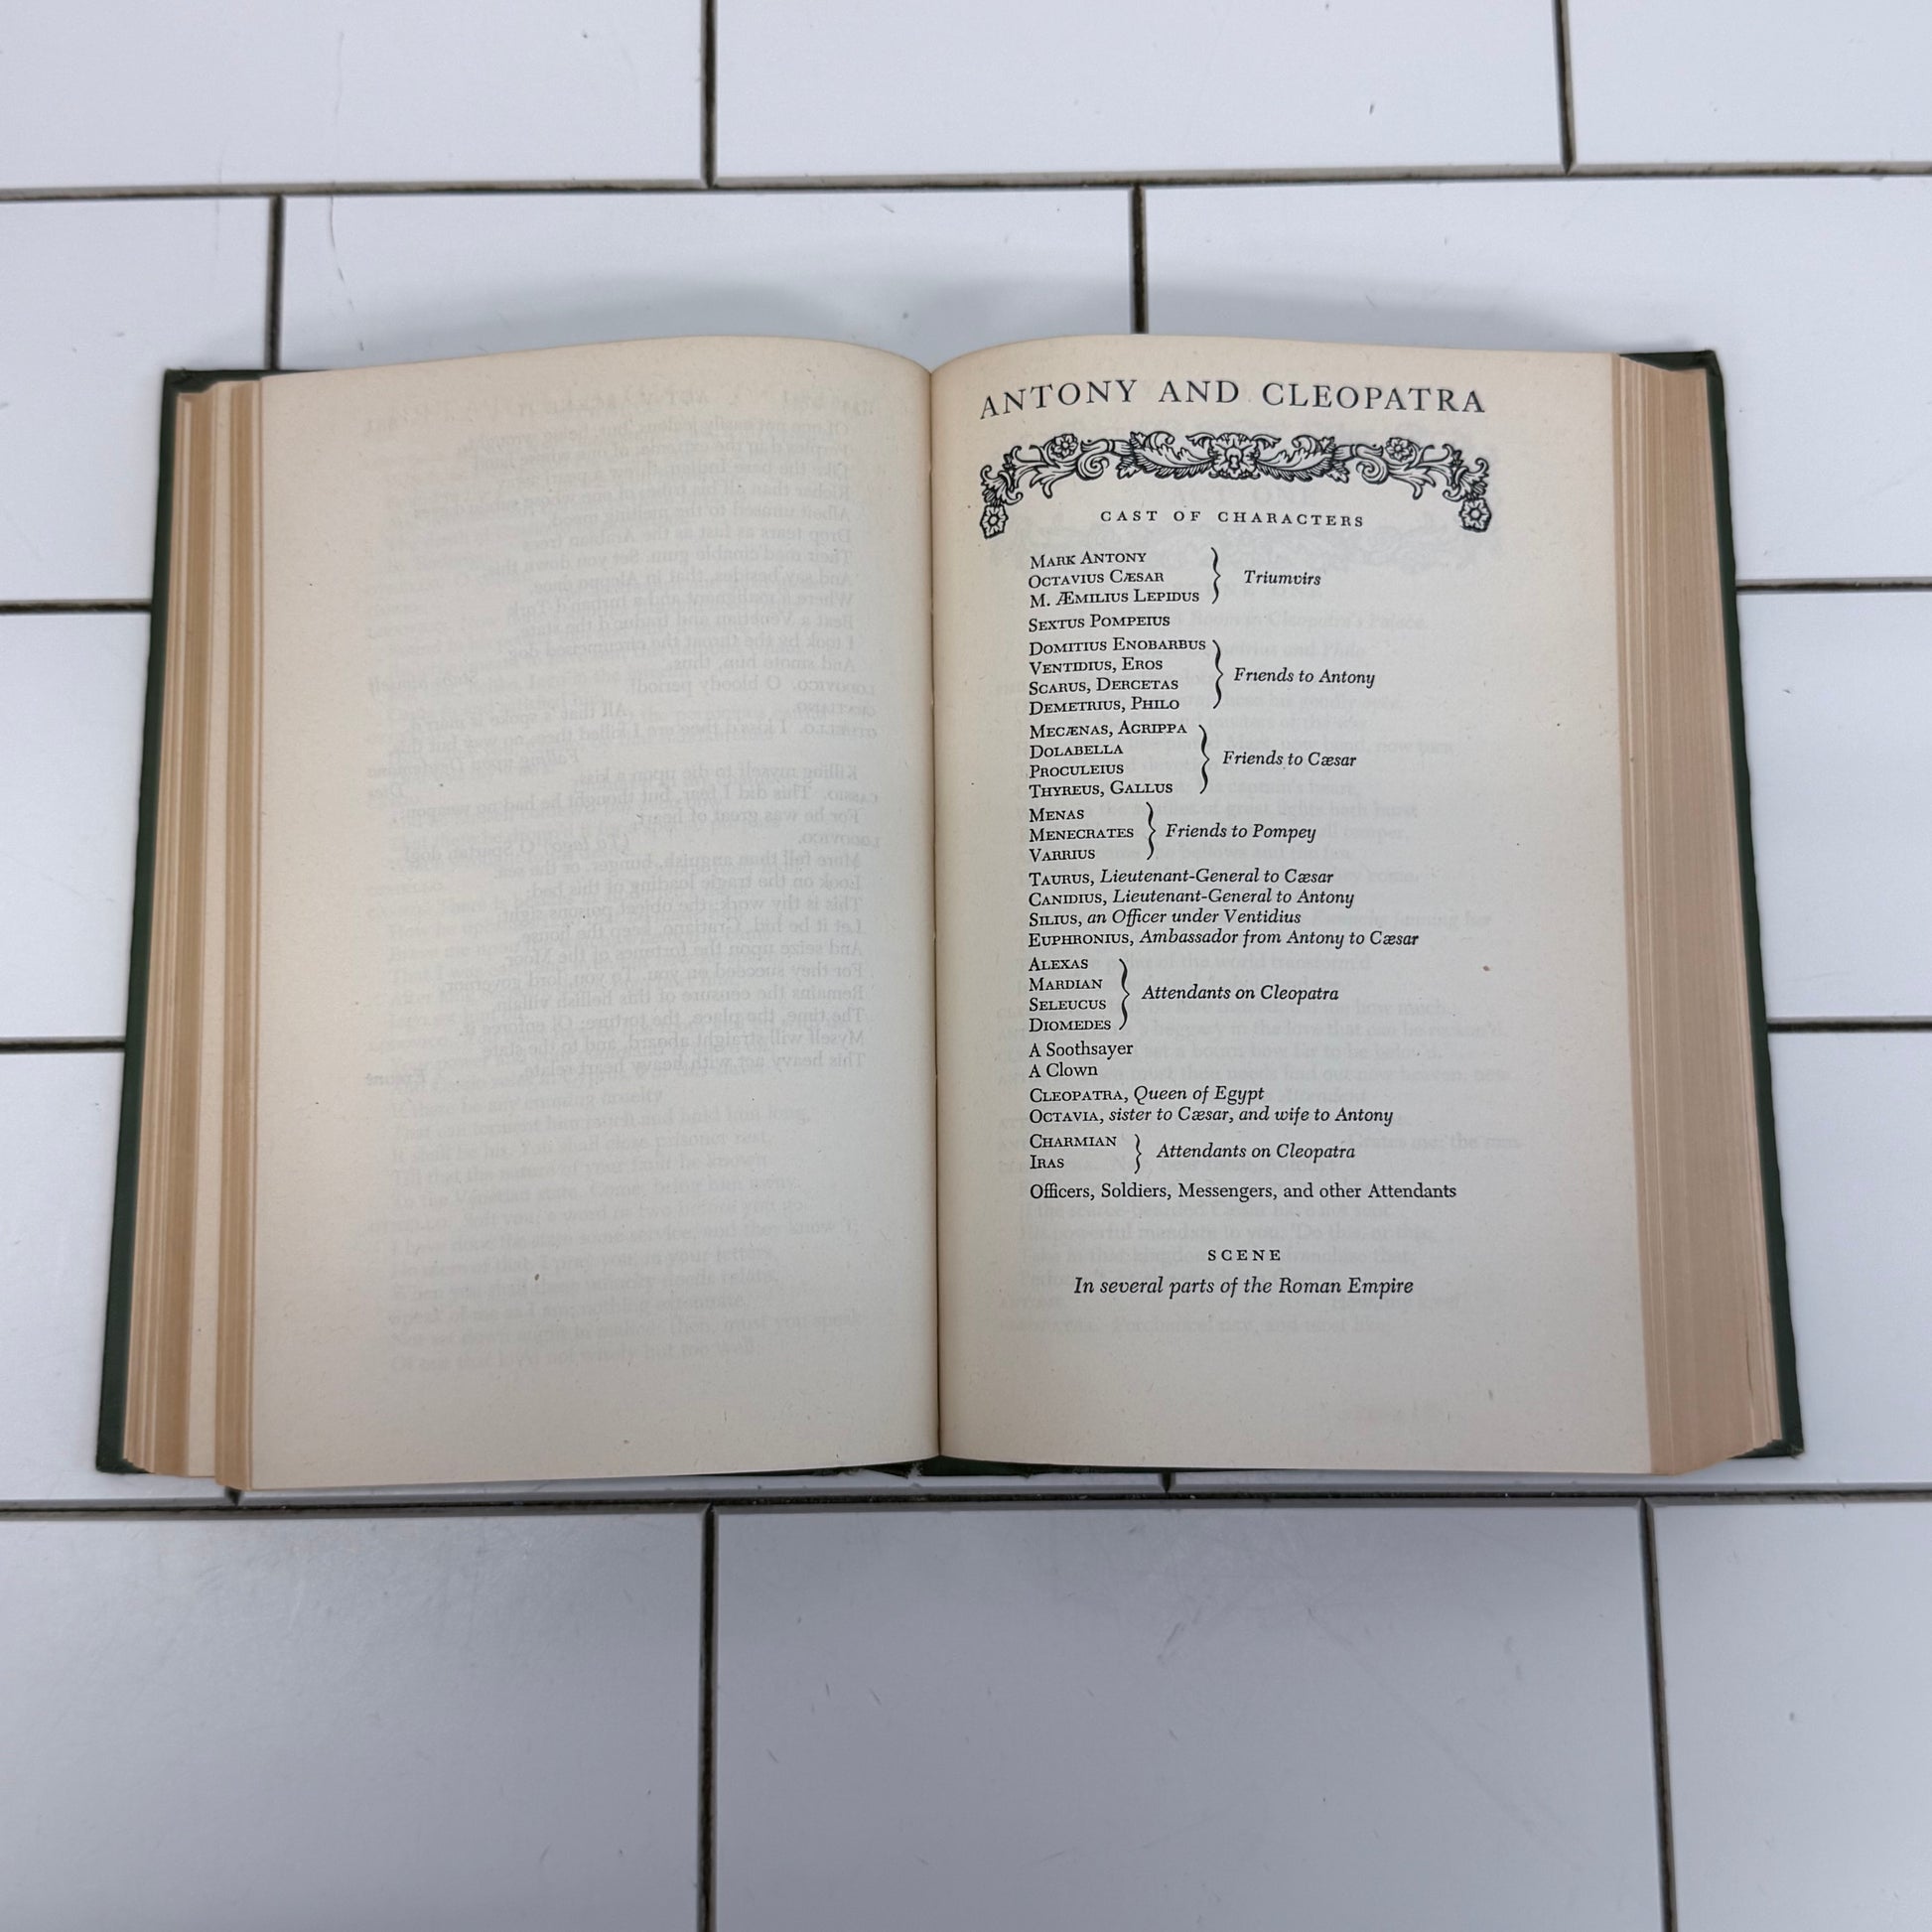 ANTONY AND CLEOPATRA
CAST OF CHARACTERS
MARK ANTONY
OCTAVIUS CÆSAR
M. ÆMILIUS LEPIDUS
Triumvirs
SEXTUS POMPEIUS
DOMITIUS ENOBARBUS
VENTIDIUS, EROS
SCARUS, DERCETAS
DEMETRIUS, PHILO
Friends to Antony
MECÆNAS, AGRIPPA
DOLABELLA
PROCULEIUS
THYREUS, GALLUS
Friends to Cæsar
MENAS
MENECRATES
VARRIUS
Friends to Pompey
TAURUS, Lieutenant-General to Cæsar
CANIDIUS, Lieutenant-General to Antony
SILIUS, an Officer under Ventidius
EUPHRONIUS, Ambassador from Antony to Cæsar
ALEXAS
MARDIAN
SELEUCUS
DIOMEDES
Attendants on Cleopatra
A Soothsayer
A Clown
CLEOPATRA, Queen of Egypt
OCTAVIA, sister to Cæsar, and wife to Antony
CHARMIAN
IRAS
Attendants on Cleopatra
Officers, Soldiers, Messengers, and other Attendants
SCENE
In several parts of the Roman Empire